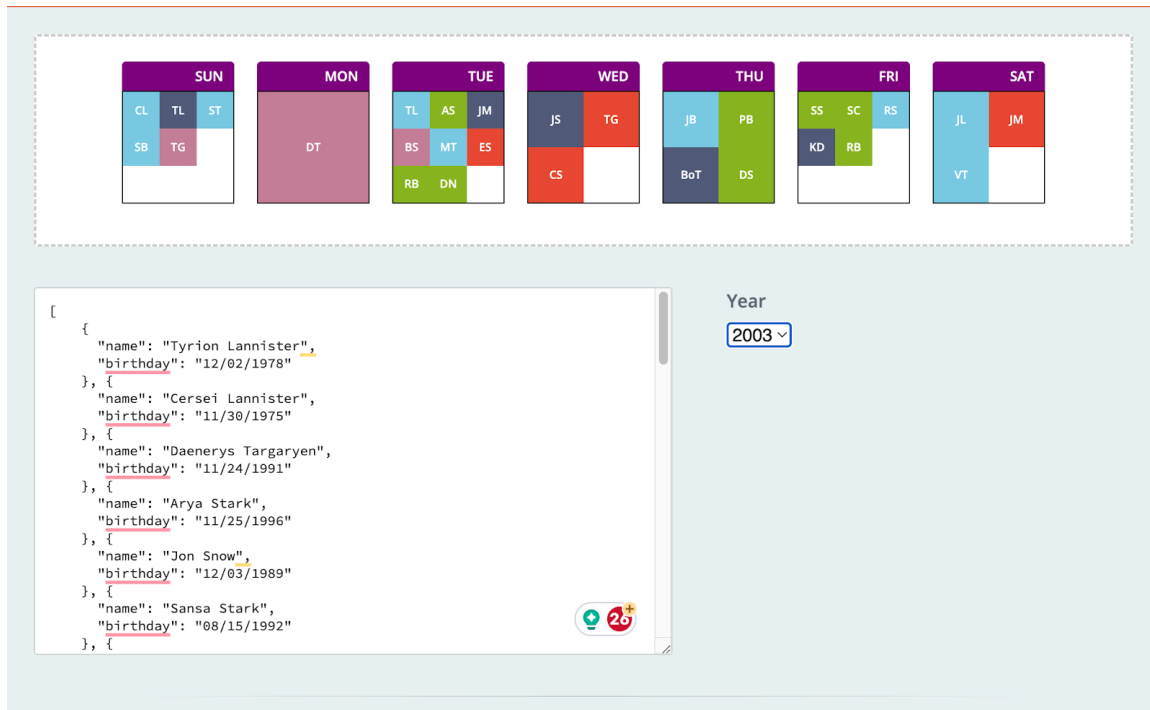 SUN MON TUE WED THU FRI SAT
CL TL ST
SB TG
DT
TL AS JM
BS MT ES
RB DN
JS TG
CS
JB PB
BoT DS
SS SC RS
KD RB
JL JM
VT
[
{
"name": "Tyrion Lannister",
"birthday": "12/02/1978"
}, {
"name": "Cersei Lannister",
"birthday": "11/30/1975"
}, {
"name": "Daenerys Targaryen",
"birthday": "11/24/1991"
}, {
"name": "Arya Stark",
"birthday": "11/25/1996"
}, {
"name": "Jon Snow",
"birthday": "12/03/1989"
}, {
"name": "Sansa Stark",
"birthday": "08/15/1992"
}, {
26+
Year
2003